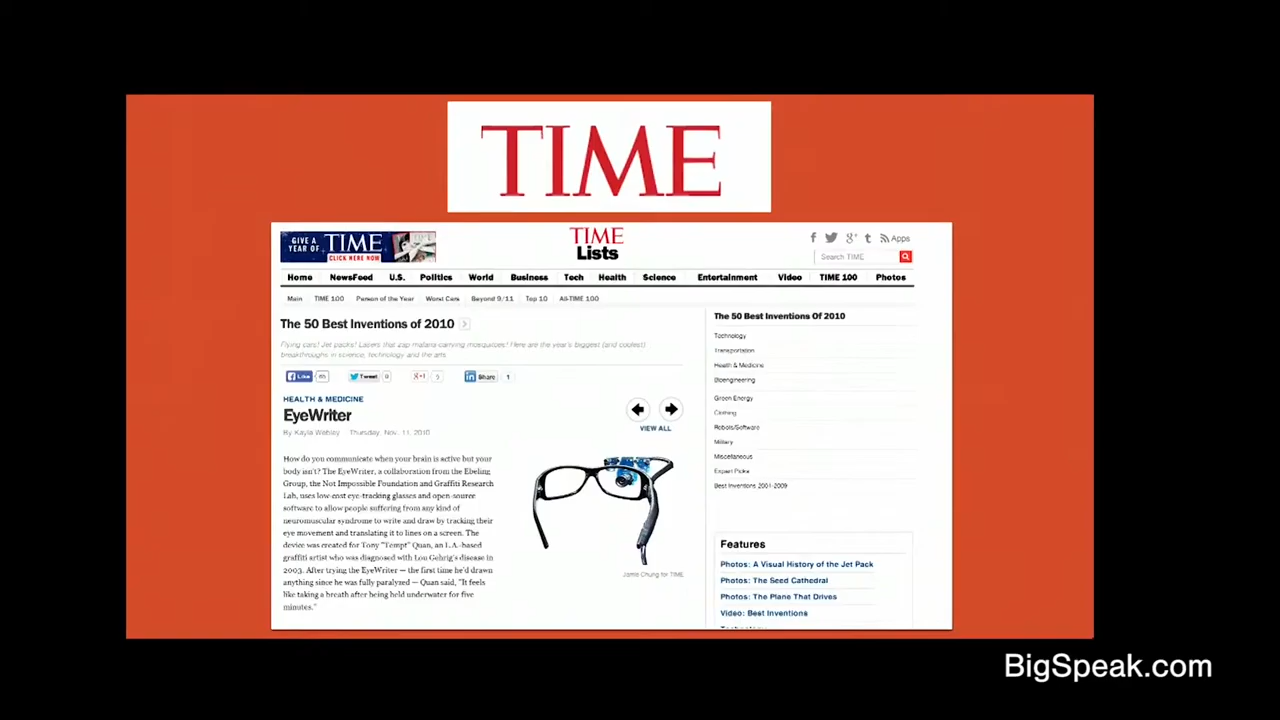 TIME
GIVE A YEAR OF TIME
CLICK HERE NOW
TIME
Lists
Apps
Search TIME
Home NewsFeed U.S. Politics World Business Tech Health Science Entertainment Video TIME 100 Photos
Main TIME 100 Person of the Year Worst Cars Beyond 9/11 Top 10 All-TIME 100
The 50 Best Inventions of 2010
Flying cars! Jet packs! Lasers that zap malaria-carrying mosquitoes! Here are the year's biggest (and coolest)
breakthroughs in science, technology and the arts
Like Tweet 0 Share 1
HEALTH & MEDICINE
EyeWriter
By Kayla Webley Thursday, Nov. 11, 2010
VIEW ALL
How do you communicate when your brain is active but your
body isn't? The EyeWriter, a collaboration from the Ebeling
Group, the Not Impossible Foundation and Graffiti Research
Lab, uses low-cost eye-tracking glasses and open-source
software to allow people suffering from any kind of
neuromuscular syndrome to write and draw by tracking their
eye movement and translating it to lines on a screen. The
device was created for Tony "Tempt" Quan, an L.A.-based
graffiti artist who was diagnosed with Lou Gehrig's disease in
2003. After trying the EyeWriter — the first time he'd drawn
anything since he was fully paralyzed — Quan said, "It feels
like taking a breath after being held underwater for five
minutes."
Jamie Chung for TIME
The 50 Best Inventions Of 2010
Technology
Transportation
Health & Medicine
Bioengineering
Green Energy
Clothing
Robots/Software
Military
Miscellaneous
Expert Picks
Best Inventions 2001-2009
Features
Photos: A Visual History of the Jet Pack
Photos: The Seed Cathedral
Photos: The Plane That Drives
Video: Best Inventions
BigSpeak.com